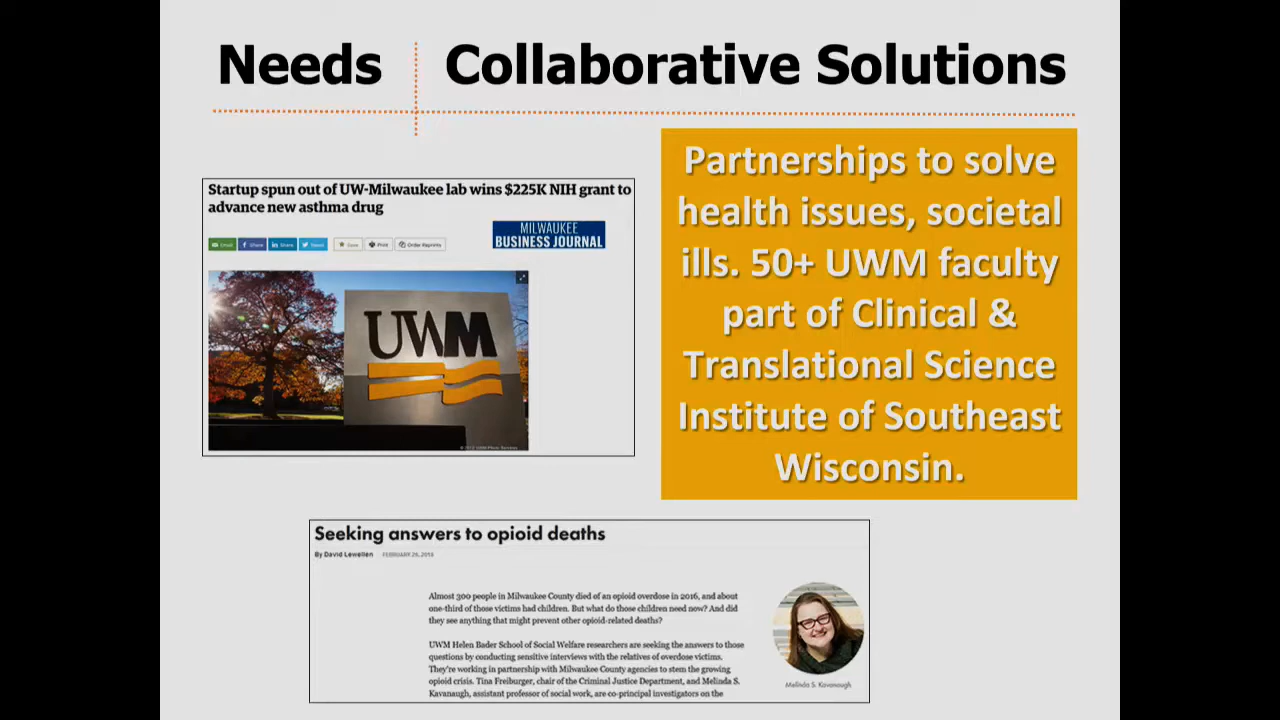 Needs
Collaborative Solutions
Startup spun out of UW-Milwaukee lab wins $225K NIH grant to
advance new asthma drug
Email
Share
Share
Tweet
Save
Print
Order Reprints
MILWAUKEE
BUSINESS JOURNAL
UWM
Partnerships to solve
health issues, societal
ills. 50+ UWM faculty
part of Clinical &
Translational Science
Institute of Southeast
Wisconsin.
Seeking answers to opioid deaths
By David Lewellen
Almost 300 people in Milwaukee County died of an opioid overdose in 2016, and about
one-third of those victims had children. But what do those children need now? And did
they see anything that might prevent other opioid-related deaths?
UWM Helen Bader School of Social Welfare researchers are seeking the answers to those
questions by conducting sensitive interviews with the relatives of overdose victims.
They're working in partnership with Milwaukee County agencies to stem the growing
opioid crisis. Tina Freiburger, chair of the Criminal Justice Department, and Melinda S.
Kavanaugh, assistant professor of social work, are co-principal investigators on the
Melinda S. Kavanaugh